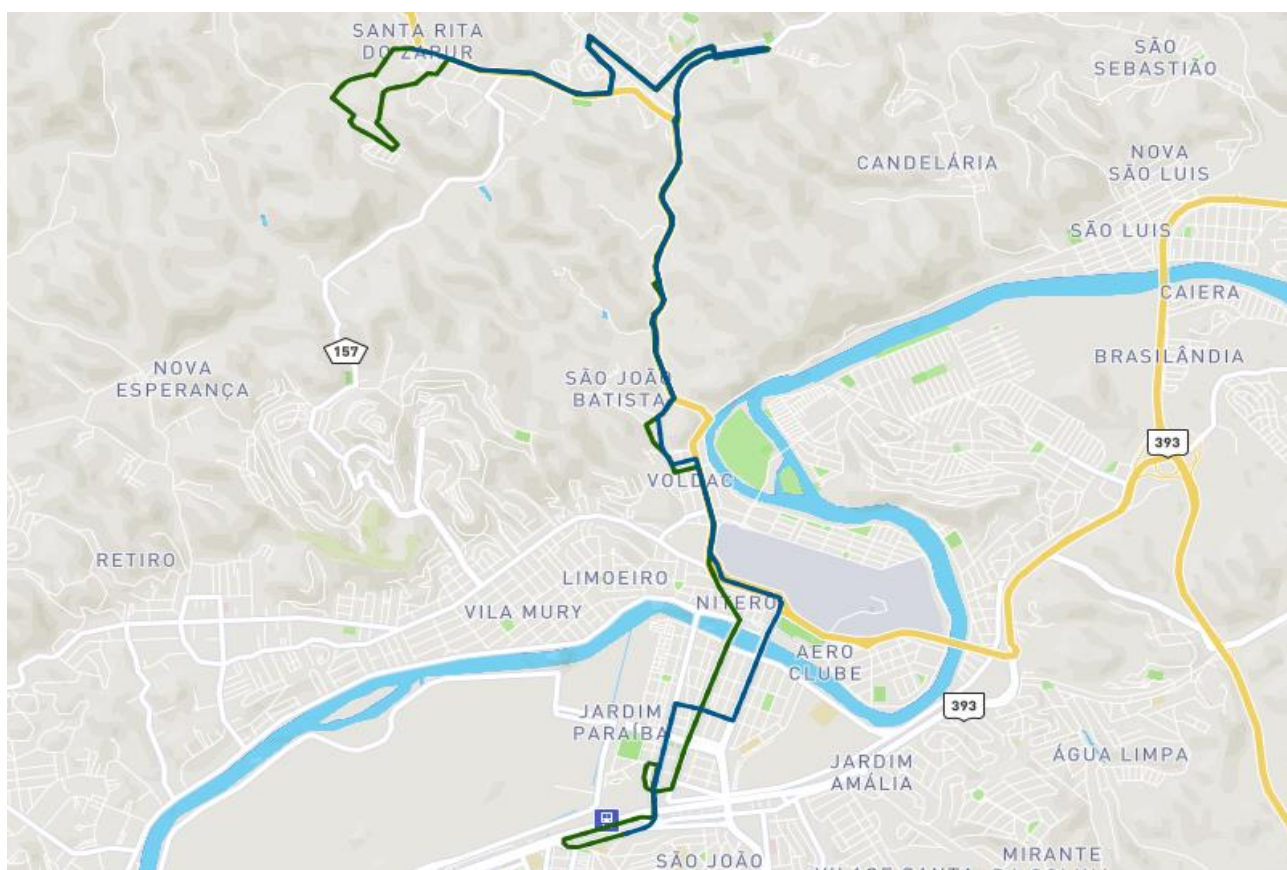 SANTA RITA
DO ZAPUR
SÃO
SEBASTIÃO
CANDELÁRIA
NOVA
SÃO LUIS
SÃO LUIS
CAIERA
157
NOVA
ESPERANÇA
BRASILÂNDIA
SÃO JOÃO
BATISTA
393
VOLDAC
RETIRO
LIMOEIRO
NITERO
VILA MURY
AERO
CLUBE
393
JARDIM
PARAÍBA
ÁGUA LIMPA
JARDIM
AMÁLIA
SÃO JOÃO
MIRANTE